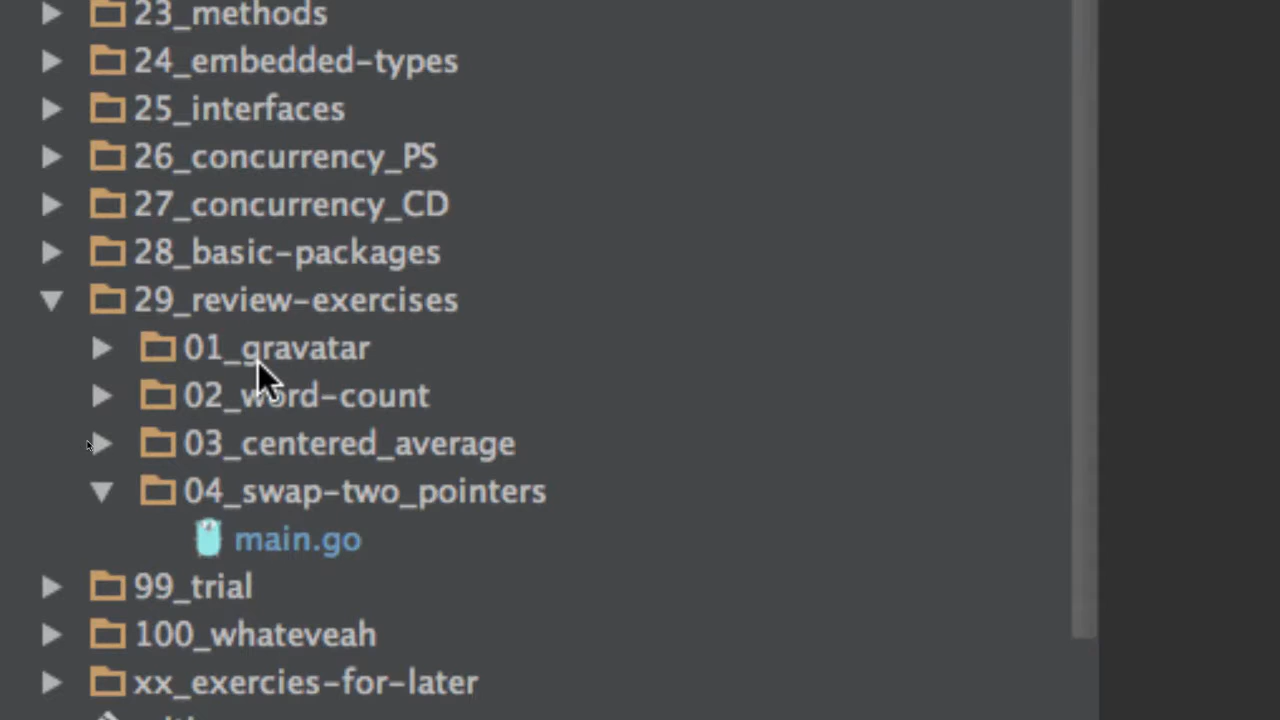 23_methods
24_embedded-types
25_interfaces
26_concurrency_PS
27_concurrency_CD
28_basic-packages
29_review-exercises
01_gravatar
02_word-count
03_centered_average
04_swap-two_pointers
main.go
99_trial
100_whateveah
xx_exercies-for-later